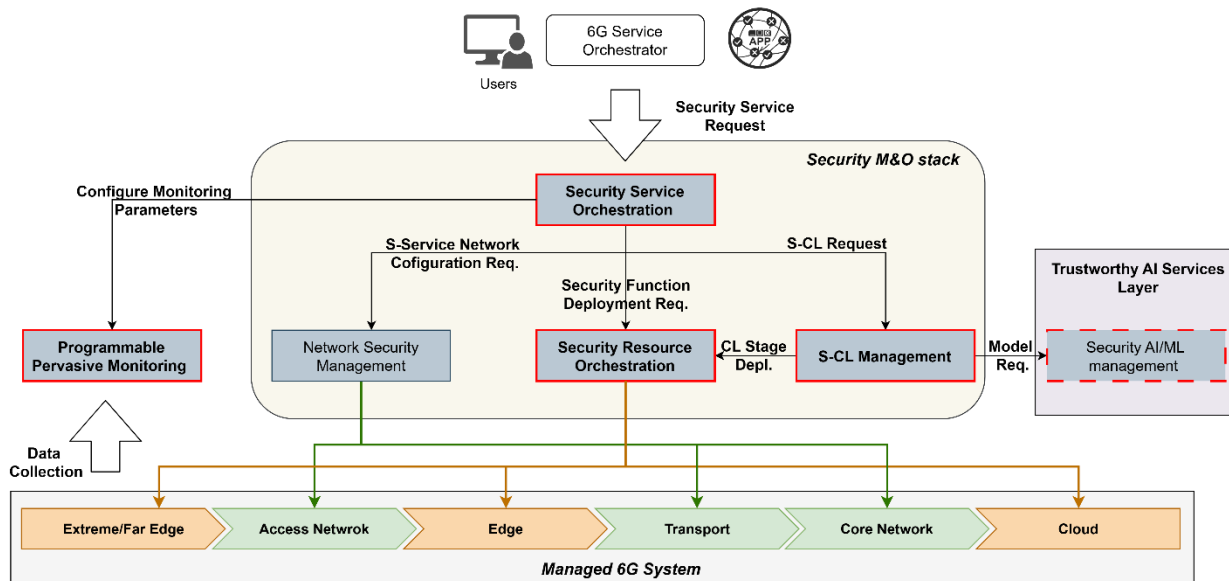 6G Service
Orchestrator
APP
Users
Security Service
Request
Security M&O stack
Security Service
Orchestration
Configure Monitoring
Parameters
S-Service Network
Cofiguration Req.
S-CL Request
Security Function
Deployment Req.
Trustworthy AI Services
Layer
Programmable
Pervasive Monitoring
Network Security
Management
Security Resource
Orchestration
CL Stage
Depl.
S-CL Management
Model
Req.
Security AI/ML
management
Data
Collection
Extreme/Far Edge
Access Netwrok
Edge
Transport
Core Network
Cloud
Managed 6G System